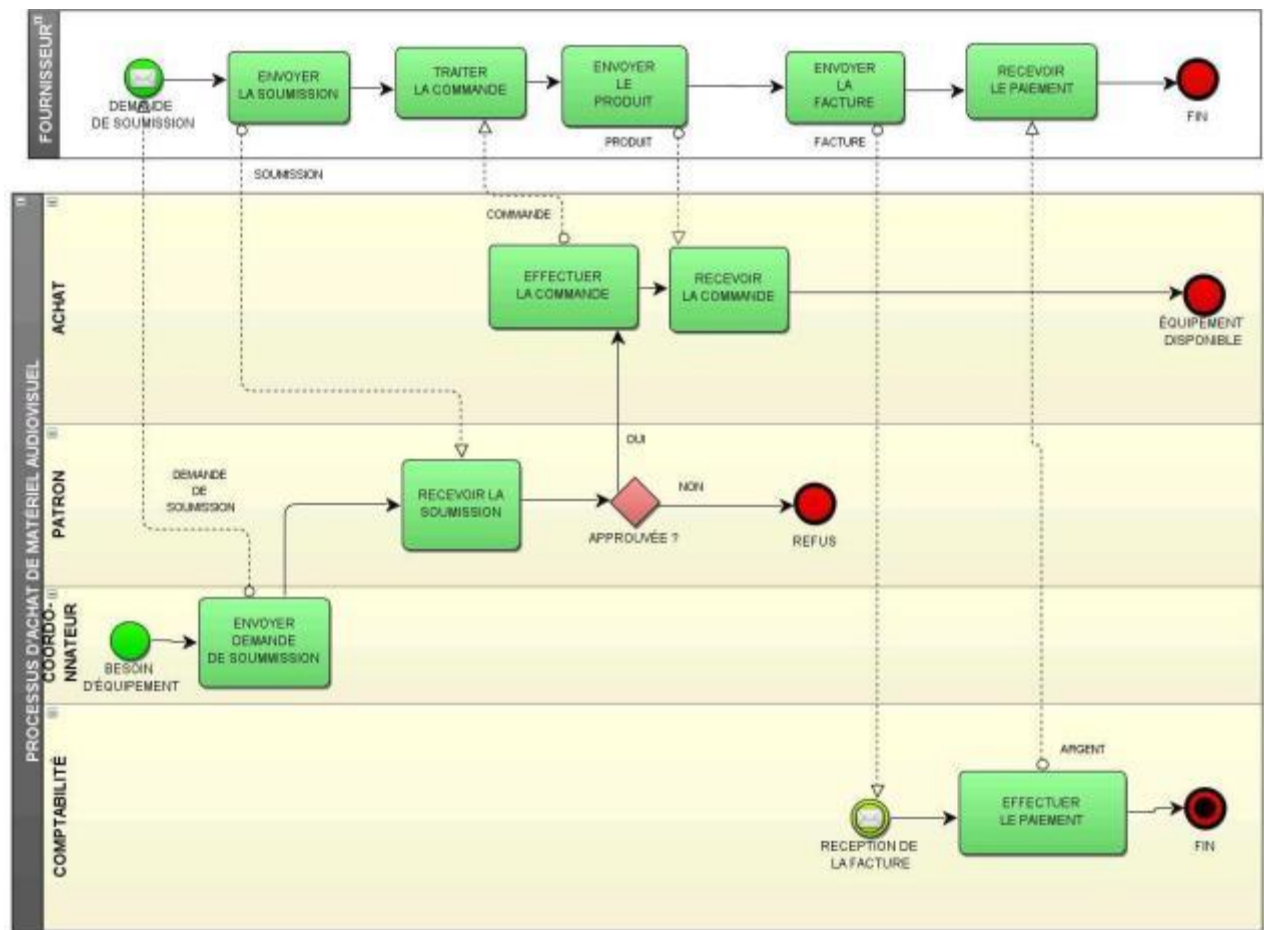 FOURNISSEUR
DEMANDE
DE SOUMISSION
ENVOYER
LA SOUMISSION
TRAITER
LA COMMANDE
ENVOYER
LE
PRODUIT
ENVOYER
LA
FACTURE
RECEVOIR
LE PAIEMENT
FIN
PRODUIT
FACTURE
SOUMISSION
PROCESSUS D'ACHAT DE MATÉRIEL AUDIOVISUEL
ACHAT
COMMANDE
EFFECTUER
LA COMMANDE
RECEVOIR
LA COMMANDE
ÉQUIPEMENT
DISPONIBLE
PATRON
OUI
DEMANDE
DE
SOUMISSION
RECEVOIR LA
SOUMISSION
APPROUVÉE ?
NON
REFUS
COORDO-
NNATEUR
BESOIN
D'ÉQUIPEMENT
ENVOYER
DEMANDE
DE SOUMMISSION
COMPTABILITÉ
RECEPTION DE
LA FACTURE
ARGENT
EFFECTUER
LE PAIEMENT
FIN